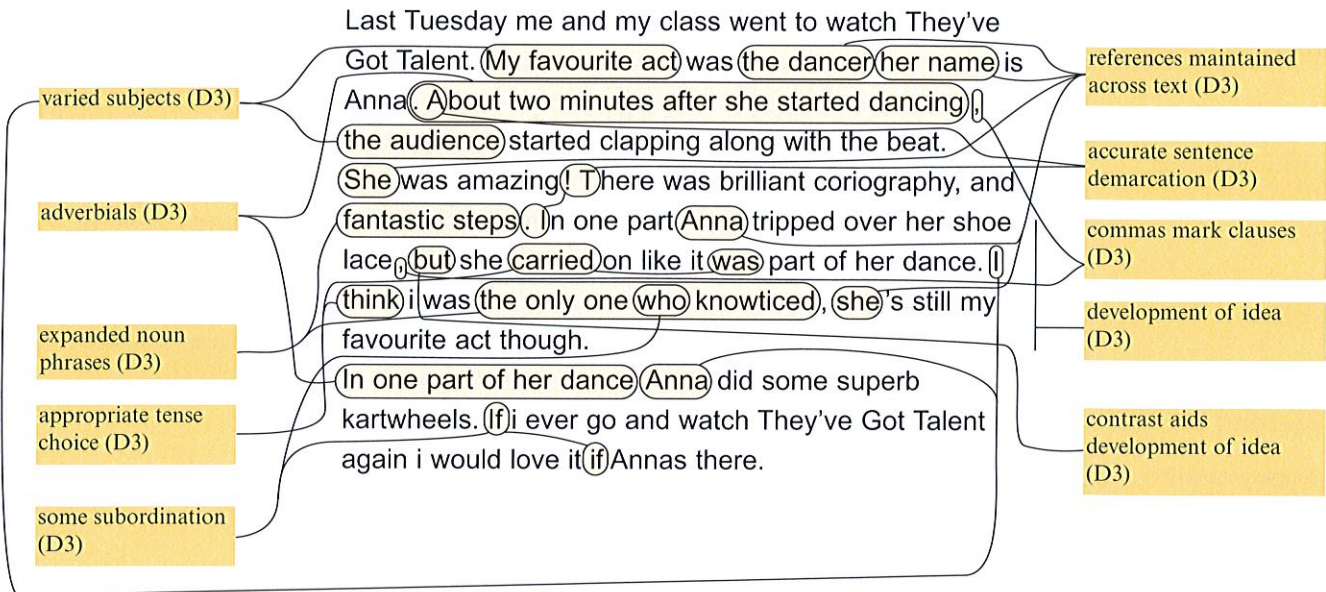 Last Tuesday me and my class went to watch They've
Got Talent. My favourite act was the dancer her name is
Anna. About two minutes after she started dancing,
the audience started clapping along with the beat.
She was amazing! There was brilliant coriography, and
fantastic steps. In one part Anna tripped over her shoe
lace, but she carried on like it was part of her dance. I
think i was the only one who knowticed, she's still my
favourite act though.
In one part of her dance Anna did some superb
kartwheels. If i ever go and watch They've Got Talent
again i would love it if Annas there.
varied subjects (D3)
adverbials (D3)
expanded noun
phrases (D3)
appropriate tense
choice (D3)
some subordination
(D3)
references maintained
across text (D3)
accurate sentence
demarcation (D3)
commas mark clauses
(D3)
development of idea
(D3)
contrast aids
development of idea
(D3)